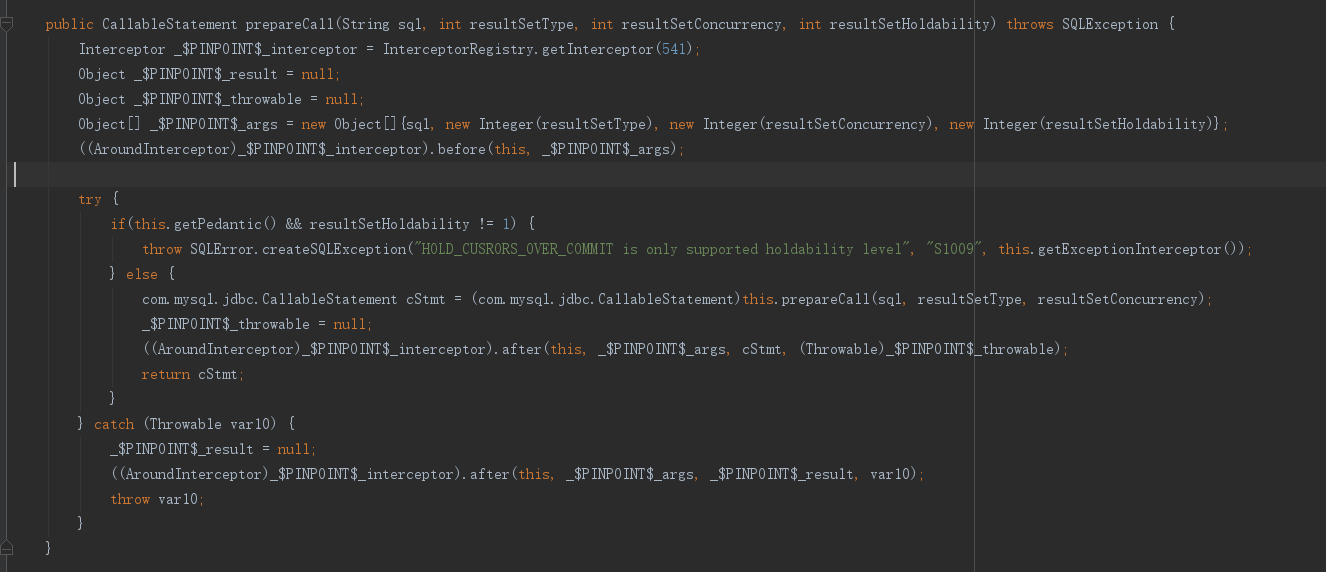 public CallableStatement prepareCall(String sql, int resultSetType, int resultSetConcurrency, int resultSetHoldability) throws SQLException {
Interceptor _$PINPOINT$_interceptor = InterceptorRegistry.getInterceptor(541);
Object _$PINPOINT$_result = null;
Object _$PINPOINT$_throwable = null;
Object[] _$PINPOINT$_args = new Object[]{sql, new Integer(resultSetType), new Integer(resultSetConcurrency), new Integer(resultSetHoldability)};
((AroundInterceptor)_$PINPOINT$_interceptor).before(this, _$PINPOINT$_args);
try {
if(this.getPedantic() && resultSetHoldability != 1) {
throw SQLError.createSQLException("HOLD_CUSRORS_OVER_COMMIT is only supported holdability level", "S1009", this.getExceptionInterceptor());
} else {
com.mysql.jdbc.CallableStatement cStmt = (com.mysql.jdbc.CallableStatement)this.prepareCall(sql, resultSetType, resultSetConcurrency);
_$PINPOINT$_throwable = null;
((AroundInterceptor)_$PINPOINT$_interceptor).after(this, _$PINPOINT$_args, cStmt, (Throwable)_$PINPOINT$_throwable);
return cStmt;
}
} catch (Throwable var10) {
_$PINPOINT$_result = null;
((AroundInterceptor)_$PINPOINT$_interceptor).after(this, _$PINPOINT$_args, _$PINPOINT$_result, var10);
throw var10;
}
}